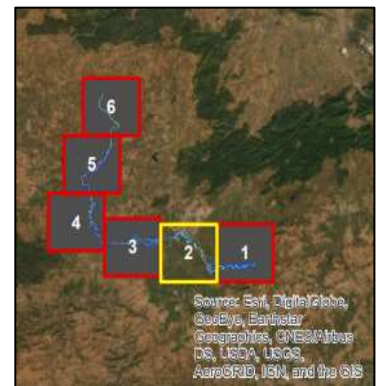 6
5
4
3
2
1
Source: Esri, DigitalGlobe,
GeoEye, Earthstar
Geographics, CNES/Airbus
DS, USDA, USGS,
AeroGRID, IGN, and the GIS